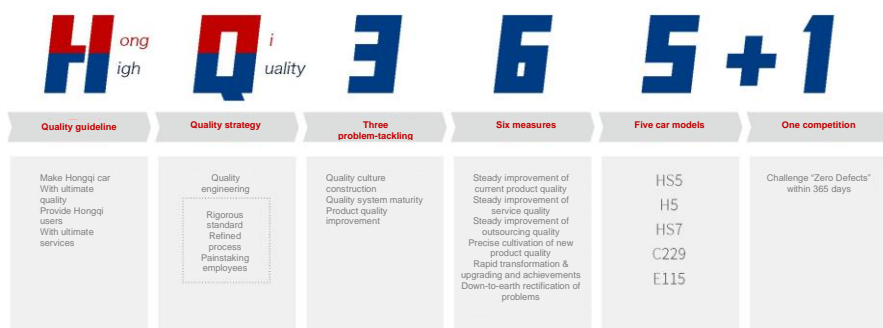 H ong
igh
Q i
uality
3
6
5 + 1
Quality guideline
Quality strategy
Three
problem-tackling
Six measures
Five car models
One competition
Make Hongqi car
With ultimate
quality
Provide Hongqi
users
With ultimate
services
Quality
engineering
Rigorous
standard
Refined
process
Painstaking
employees
Quality culture
construction
Quality system maturity
Product quality
improvement
Steady improvement of
current product quality
Steady improvement of
service quality
Steady improvement of
outsourcing quality
Precise cultivation of new
product quality
Rapid transformation &
upgrading and achievements
Down-to-earth rectification of
problems
HS5
H5
HS7
C229
E115
Challenge “Zero Defects”
within 365 days